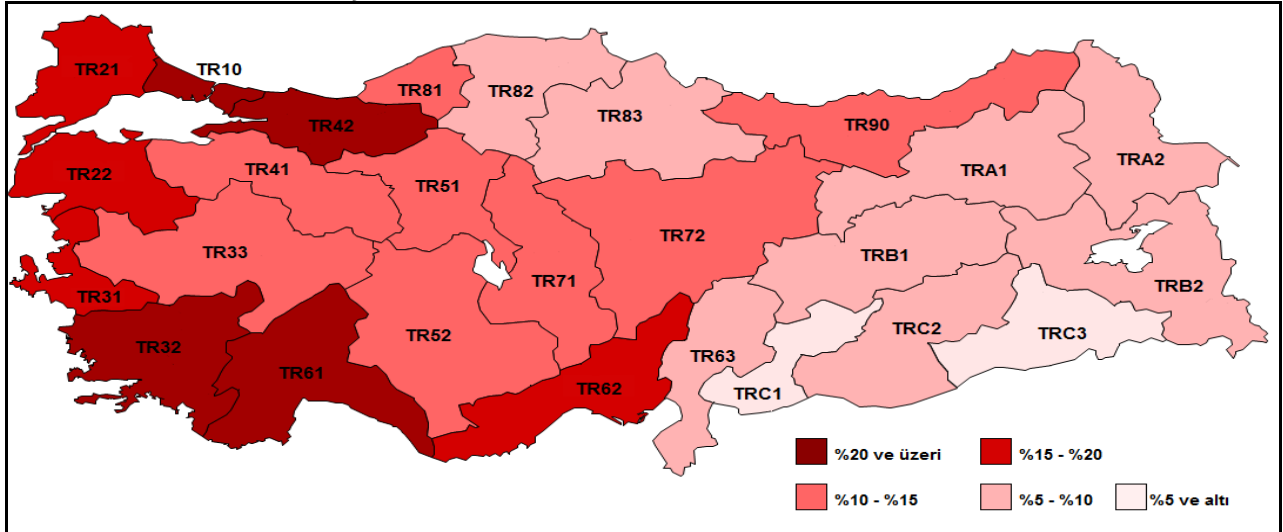 TR21
TR10
TR81
TR82
TR83
TR42
TR90
TRA2
TRA1
TR22
TR41
TR51
TR33
TR72
TRB1
TR71
TRB2
TR31
TR32
TR52
TRC2
TRC3
TR61
TR63
TR62
TRC1
%20 ve üzeri
%15 - %20
%10 - %15
%5 - %10
%5 ve altı